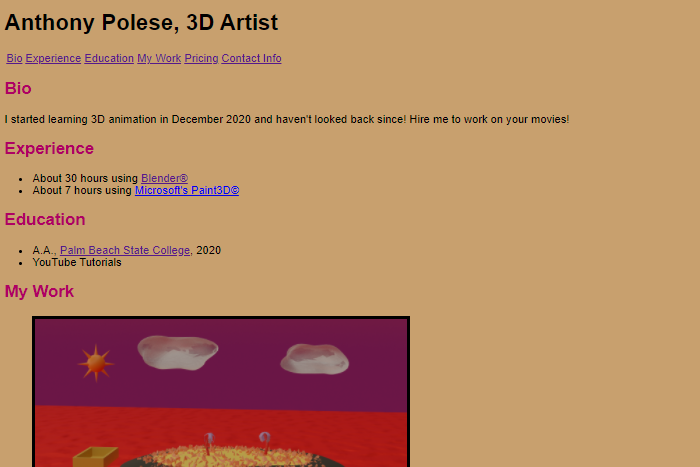 Anthony Polese, 3D Artist
Bio Experience Education My Work Pricing Contact Info
Bio
I started learning 3D animation in December 2020 and haven't looked back since! Hire me to work on your movies!
Experience
About 30 hours using Blender®
About 7 hours using Microsoft's Paint3D©
Education
A.A., Palm Beach State College, 2020
YouTube Tutorials
My Work